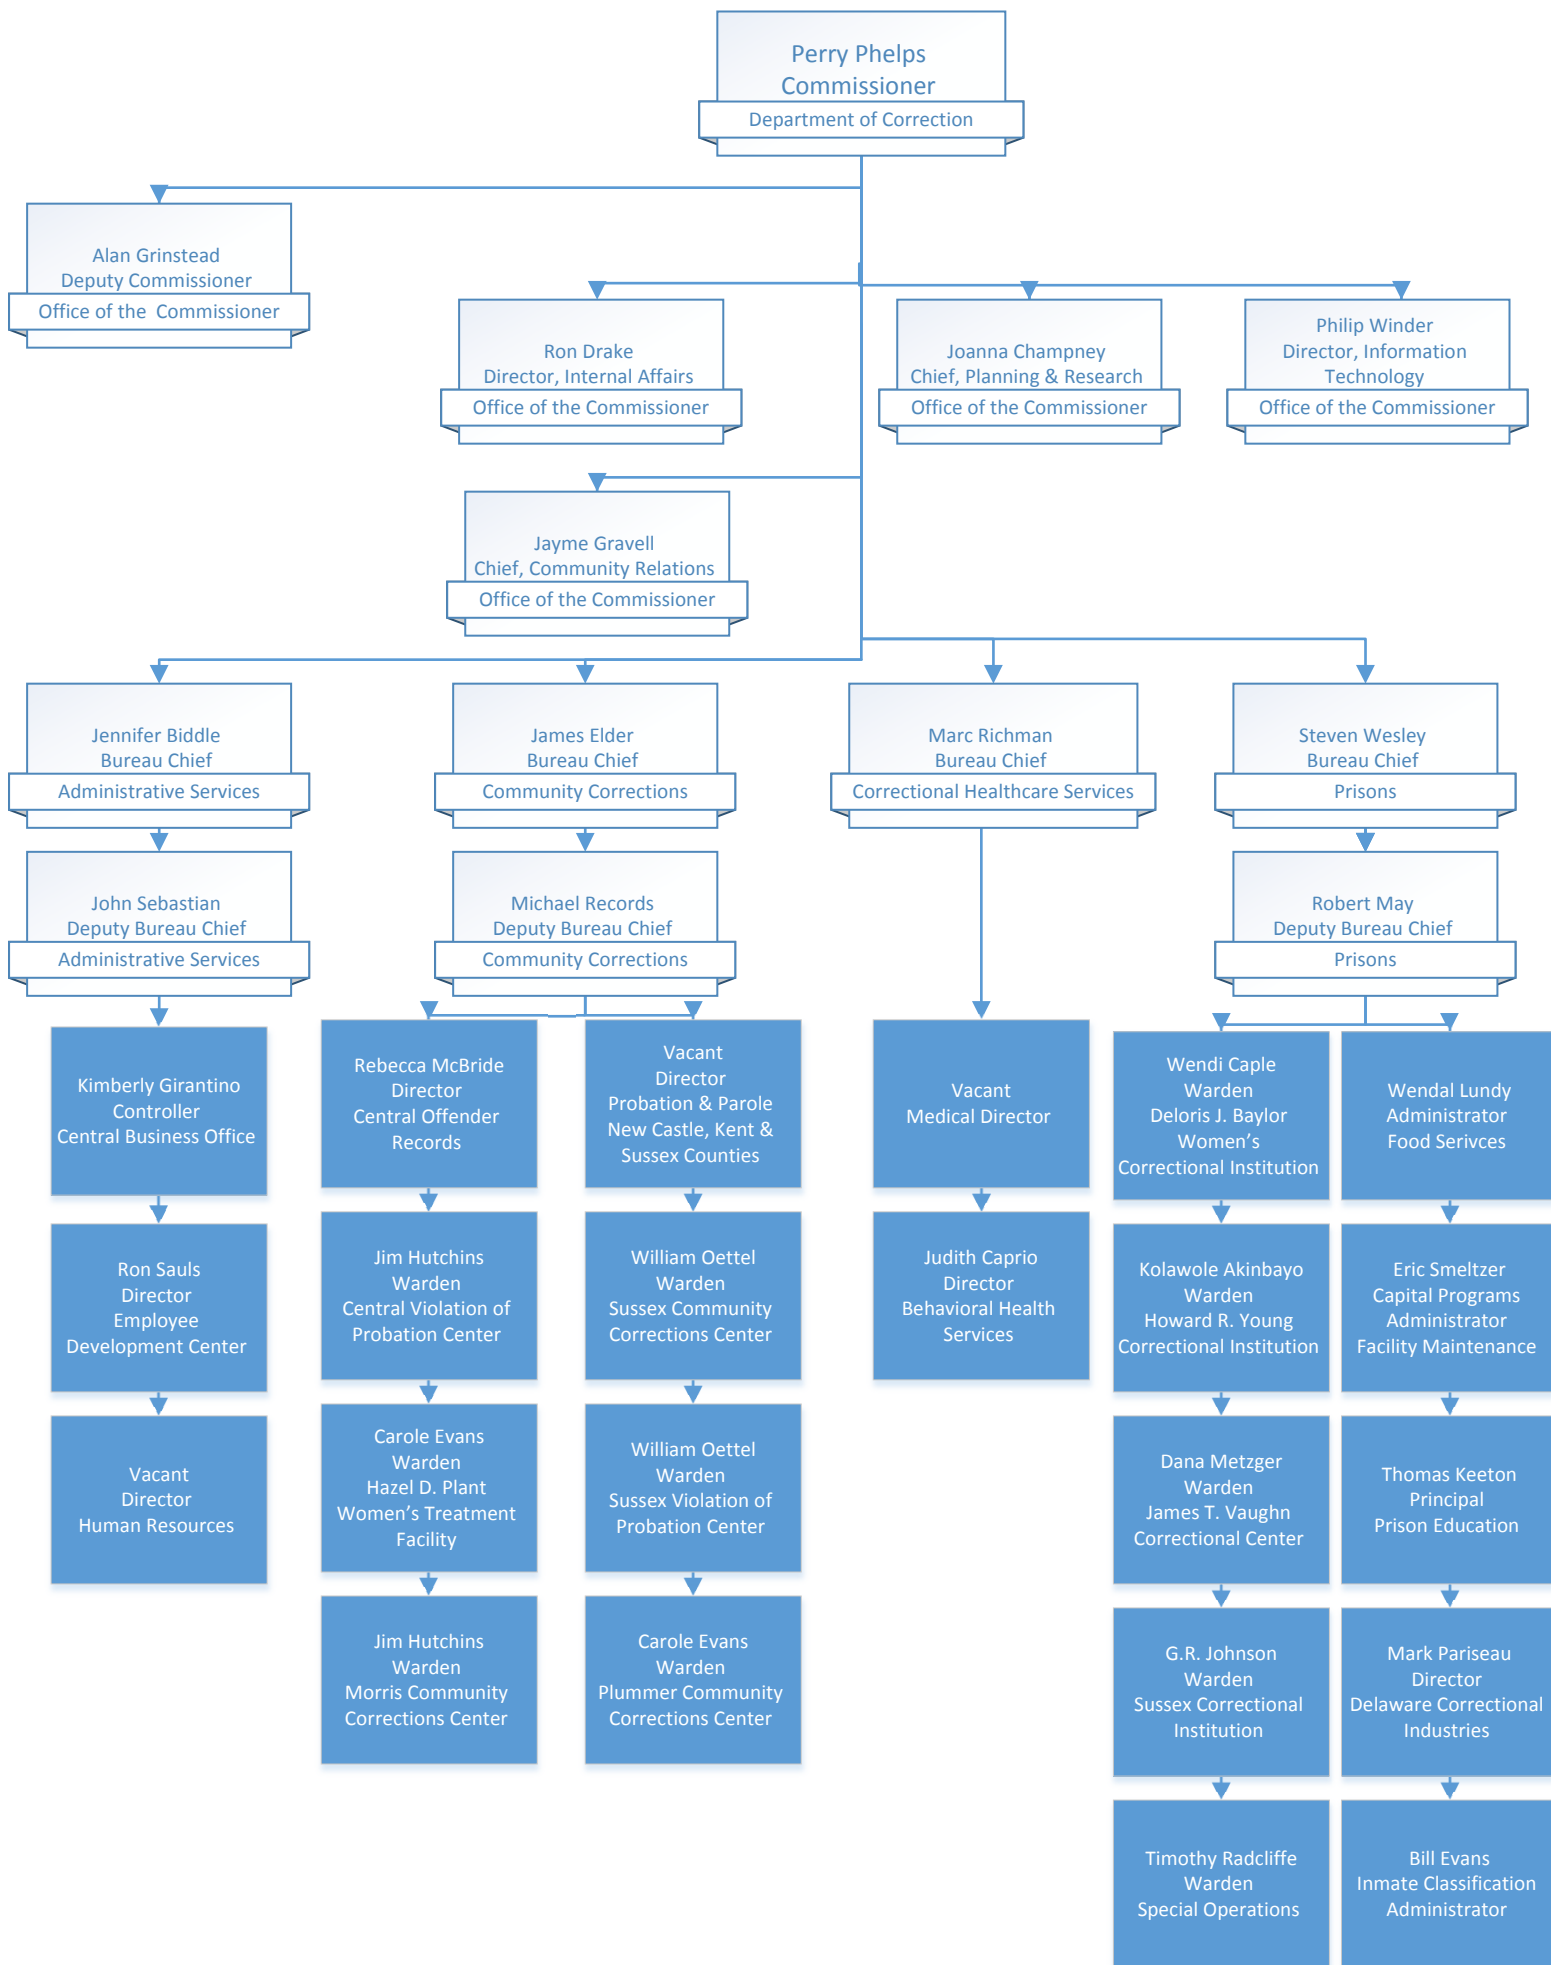 Perry Phelps
Commissioner
Department of Correction
Alan Grinstead
Deputy Commissioner
Office of the  Commissioner
Ron Drake
Director, Internal Affairs
Office of the Commissioner
Joanna Champney
Chief, Planning & Research
Office of the Commissioner
Philip Winder
Director, Information
Technology
Office of the Commissioner
Jayme Gravell
Chief, Community Relations
Office of the Commissioner
Jennifer Biddle
Bureau Chief
Administrative Services
James Elder
Bureau Chief
Community Corrections
Marc Richman
Bureau Chief
Correctional Healthcare Services
Steven Wesley
Bureau Chief
Prisons
John Sebastian
Deputy Bureau Chief
Administrative Services
Michael Records
Deputy Bureau Chief
Community Corrections
Robert May
Deputy Bureau Chief
Prisons
Kimberly Girantino
Controller
Central Business Office
Rebecca McBride
Director
Central Offender
Records
Vacant
Director
Probation & Parole
New Castle, Kent &
Sussex Counties
Vacant
Medical Director
Wendi Caple
Warden
Deloris J. Baylor
Women’s
Correctional Institution
Wendal Lundy
Administrator
Food Serivces
Ron Sauls
Director
Employee
Development Center
Jim Hutchins
Warden
Central Violation of
Probation Center
William Oettel
Warden
Sussex Community
Corrections Center
Judith Caprio
Director
Behavioral Health
Services
Kolawole Akinbayo
Warden
Howard R. Young
Correctional Institution
Eric Smeltzer
Capital Programs
Administrator
Facility Maintenance
Vacant
Director
Human Resources
Carole Evans
Warden
Hazel D. Plant
Women’s Treatment
Facility
William Oettel
Warden
Sussex Violation of
Probation Center
Dana Metzger
Warden
James T. Vaughn
Correctional Center
Thomas Keeton
Principal
Prison Education
Jim Hutchins
Warden
Morris Community
Corrections Center
Carole Evans
Warden
Plummer Community
Corrections Center
G.R. Johnson
Warden
Sussex Correctional
Institution
Mark Pariseau
Director
Delaware Correctional
Industries
Timothy Radcliffe
Warden
Special Operations
Bill Evans
Inmate Classification
Administrator